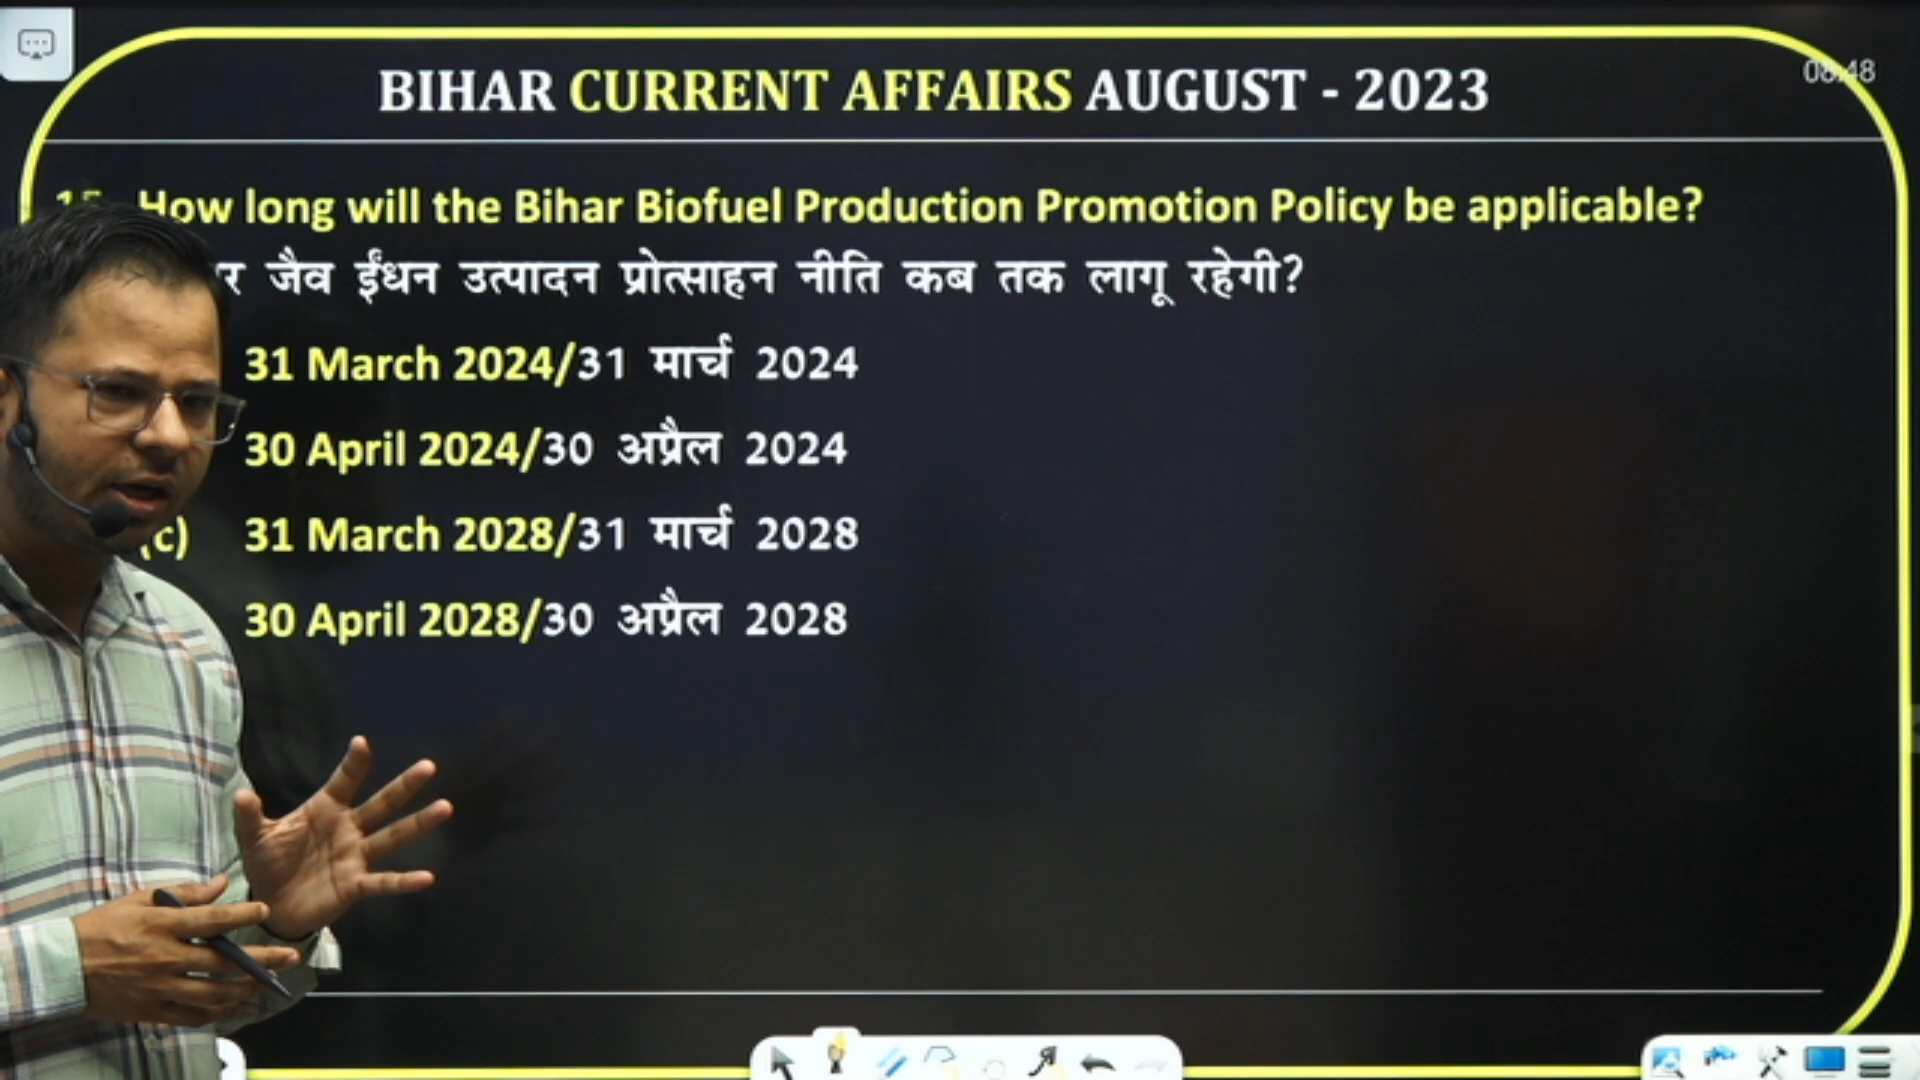 BIHAR CURRENT AFFAIRS AUGUST - 2023
08:48
How long will the Bihar Biofuel Production Promotion Policy be applicable?
जैव ईंधन उत्पादन प्रोत्साहन नीति कब तक लागू रहेगी?
31 March 2024/31 मार्च 2024
30 April 2024/30 अप्रैल 2024
(c) 31 March 2028/31 मार्च 2028
30 April 2028/30 अप्रैल 2028